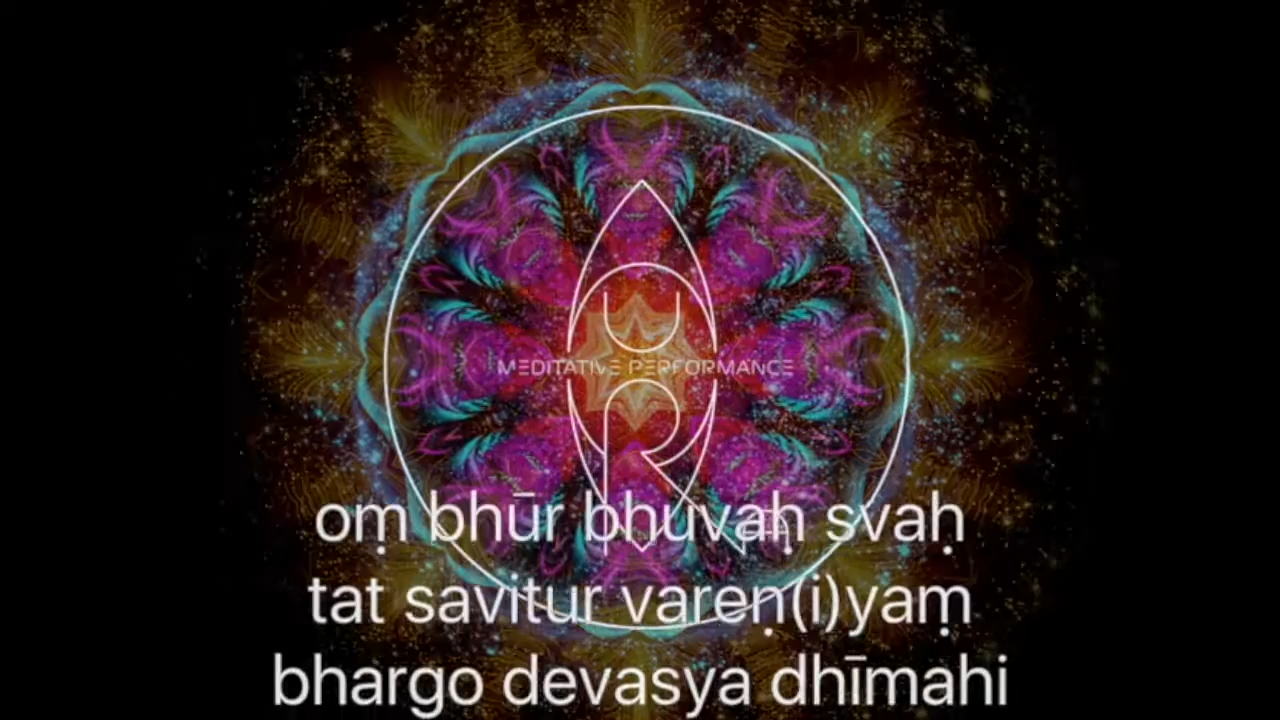 MEDITATIVE PERFORMANCE
oṃ bhūr bhuvaḥ svaḥ
tat savitur vareṇ(i)yaṃ
bhargo devasya dhīmahi